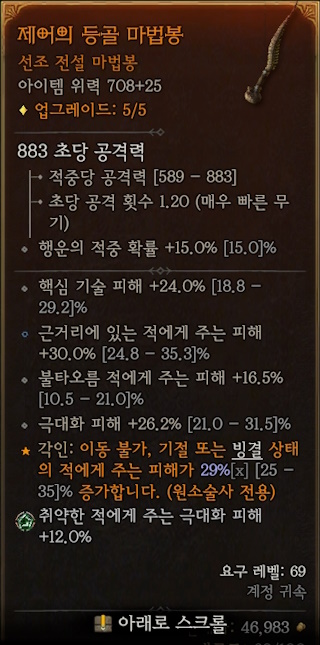 제어의 등골 마법봉
선조 전설 마법봉
아이템 위력 708+25
업그레이드: 5/5
883 초당 공격력
적중당 공격력 [589 - 883]
초당 공격 횟수 1.20 (매우 빠른 무
기)
행운의 적중 확률 +15.0% [15.0]%
핵심 기술 피해 +24.0% [18.8 -
29.2]%
근거리에 있는 적에게 주는 피해
+30.0% [24.8 - 35.3]%
불타오름 적에게 주는 피해 +16.5%
[10.5 - 21.0]%
극대화 피해 +26.2% [21.0 - 31.5]%
각인: 이동 불가, 기절 또는 빙결 상태
의 적에게 주는 피해가 29%[x] [25 -
35]% 증가합니다. (원소술사 전용)
취약한 적에게 주는 극대화 피해
+12.0%
요구 레벨: 69
계정 귀속
아래로 스크롤 : 46,983